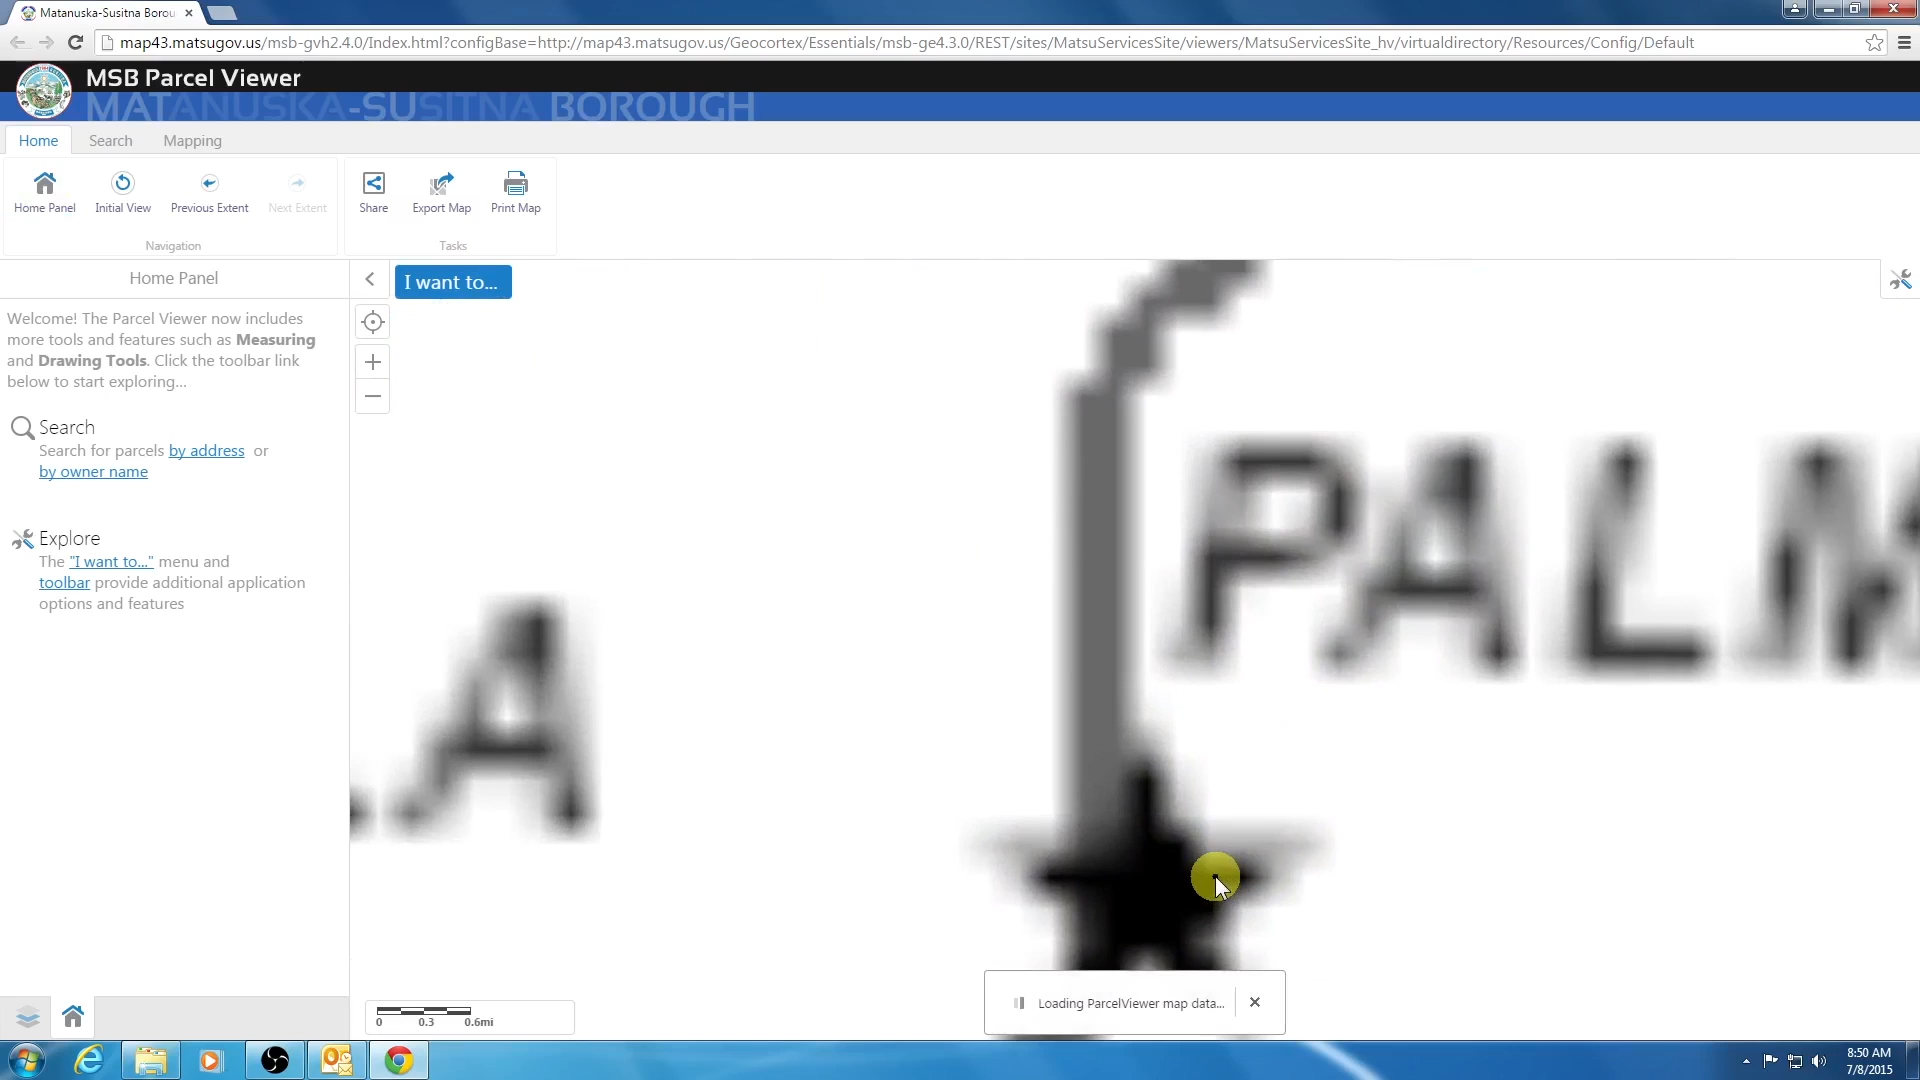 Matanuska-Susitna Borou
map43.matsugov.us/msb-gvh2.4.0/Index.html?configBase=http://map43.matsugov.us/Geocortex/Essentials/msb-ge4.3.0/REST/sites/MatsuServicesSite/viewers/MatsuServicesSite_hv/virtualdirectory/Resources/Config/Default
MSB Parcel Viewer
MATANUSKA-SUSITNA BOROUGH
Home Search Mapping
Home Panel Initial View Previous Extent Next Extent Share Export Map Print Map
Navigation Tasks
Home Panel
I want to...
Welcome! The Parcel Viewer now includes
more tools and features such as Measuring
and Drawing Tools. Click the toolbar link
below to start exploring...
Search
Search for parcels by address or
by owner name
Explore
The "I want to..." menu and
toolbar provide additional application
options and features
PALM
A
Loading ParcelViewer map data...
0 0.3 0.6mi
8:50 AM
7/8/2015